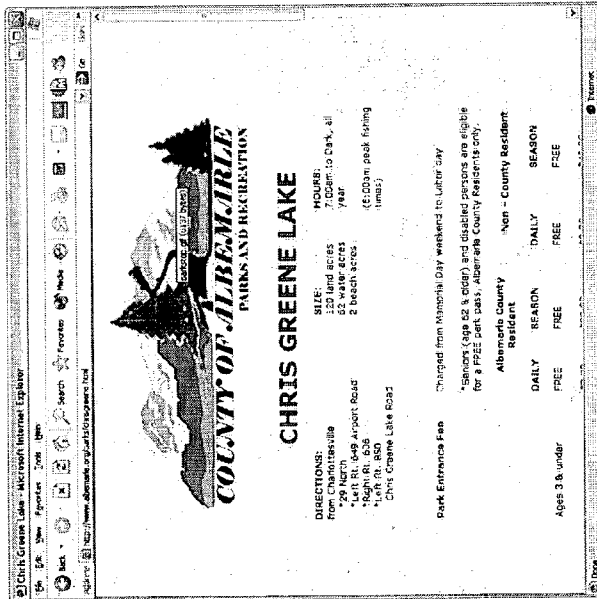 Chris Greene Lake - Microsoft Internet Explorer
File Edit View Favorites Tools Help
Back Search Favorites Media
Address http://www.albemarle.org/parks/chrisgreene.html Go Links
COUNTY OF ALBEMARLE
PARKS AND RECREATION
CHRIS GREENE LAKE
DIRECTIONS:
from Charlottesville
*29 North
*Left Rt. 649 Airport Road
*Right Rt. 606
*Left Rt. 850
Chris Greene Lake Road
SIZE:
120 land acres
62 water acres
2 beach acres
HOURS:
7:00am to Dark, all
year
(6:00am peak fishing
times)
Park Entrance Fee
Charged from Memorial Day weekend to Labor day
*Seniors (age 62 & older) and disabled persons are eligible
for a FREE park pass, Albemarle County Residents only.
Albemarle County
Resident
Non - County Resident
DAILY SEASON DAILY SEASON
Ages 3 & under FREE FREE FREE FREE
Done
Internet